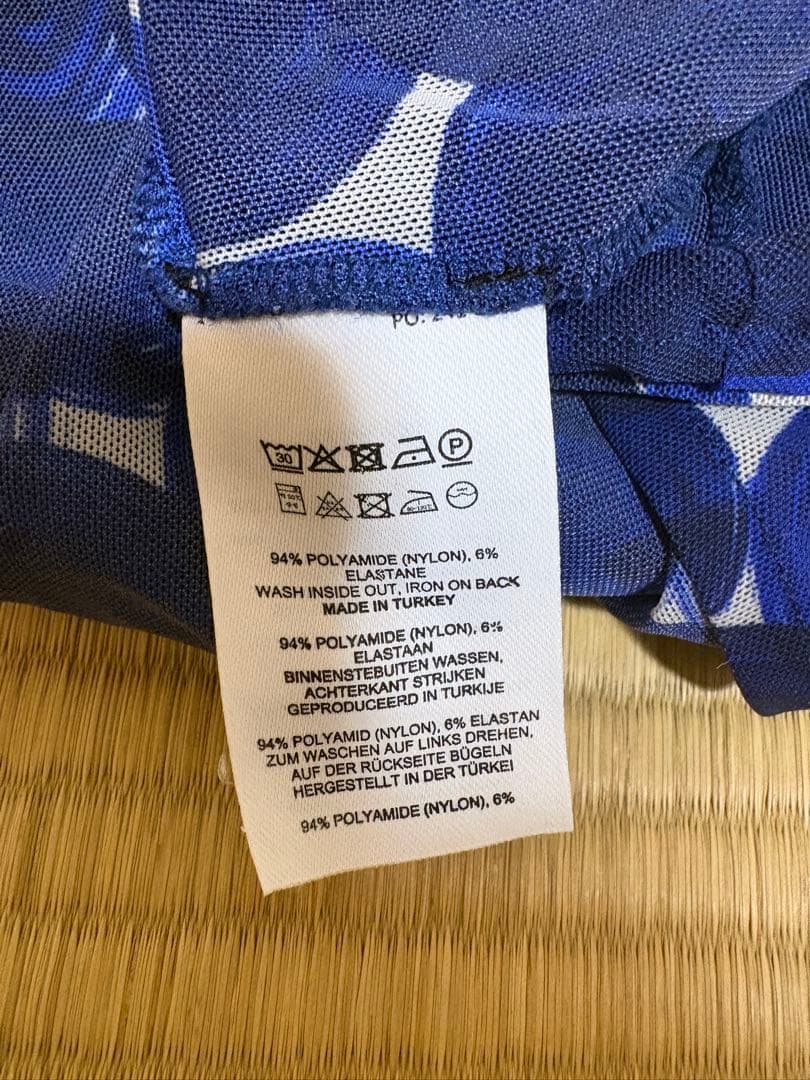 PO:
30
P
94% POLYAMIDE (NYLON), 6%
ELASTANE
WASH INSIDE OUT, IRON ON BACK
MADE IN TURKEY
94% POLYAMIDE (NYLON), 6%
ELASTAAN
BINNENSTEBUITEN WASSEN,
ACHTERKANT STRIJKEN
GEPRODUCEERD IN TURKIJE
94% POLYAMID (NYLON), 6% ELASTAN
ZUM WASCHEN AUF LINKS DREHEN,
AUF DER RÜCKSEITE BÜGELN
HERGESTELLT IN DER TÜRKEI
94% POLYAMIDE (NYLON), 6%